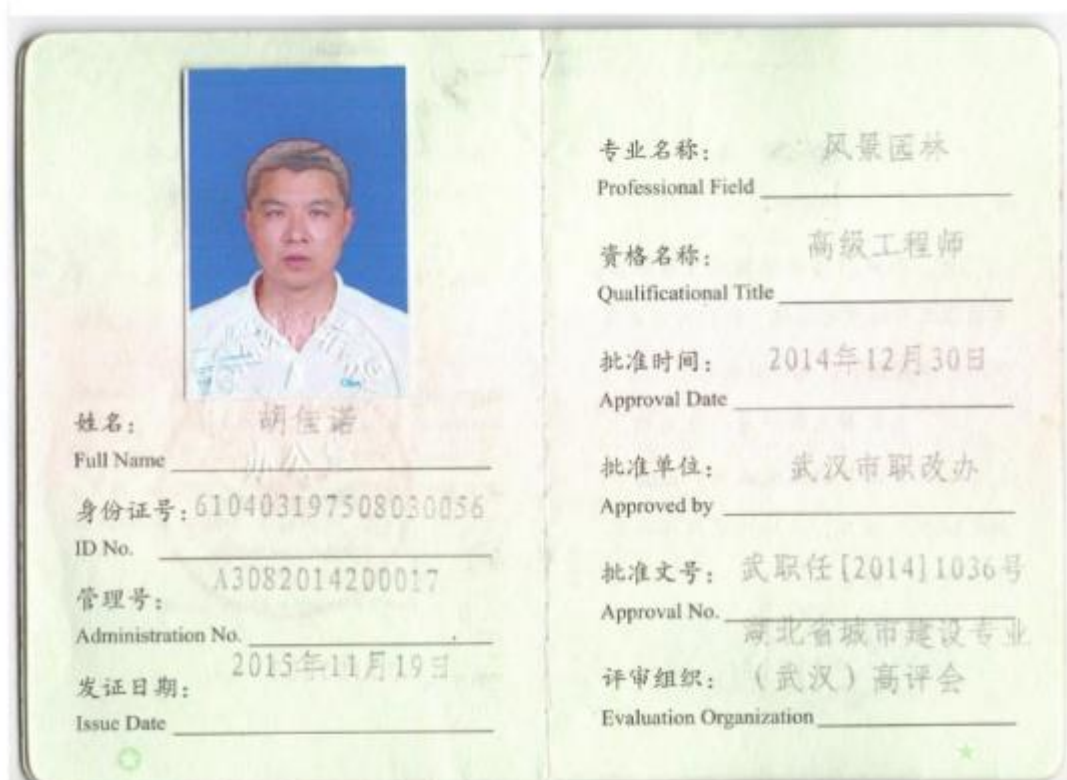 姓名： 胡佳诺
Full Name
办公
身份证号：610403197508030056
ID No.
管理号： A3082014200017
Administration No.
发证日期： 2015年11月19日
Issue Date
专业名称： 风景园林
Professional Field
资格名称： 高级工程师
Qualificational Title
批准时间： 2014年12月30日
Approval Date
批准单位： 武汉市职改办
Approved by
批准文号： 武职任[2014]1036号
Approval No.
湖北省城市建设专业
评审组织： （武汉）高评会
Evaluation Organization